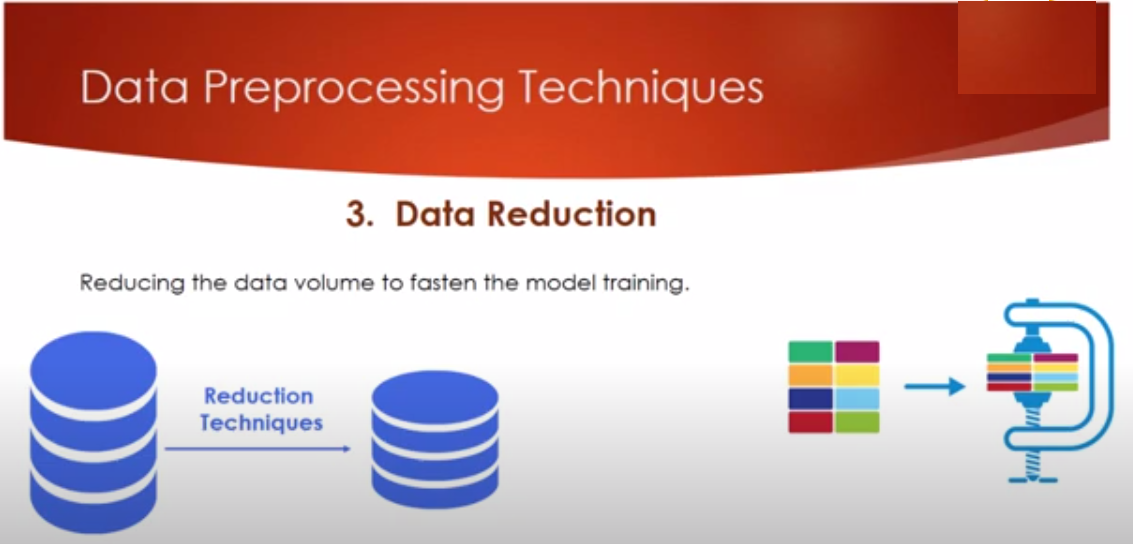 Data Preprocessing Techniques
3. Data Reduction
Reducing the data volume to fasten the model training.
Reduction
Techniques